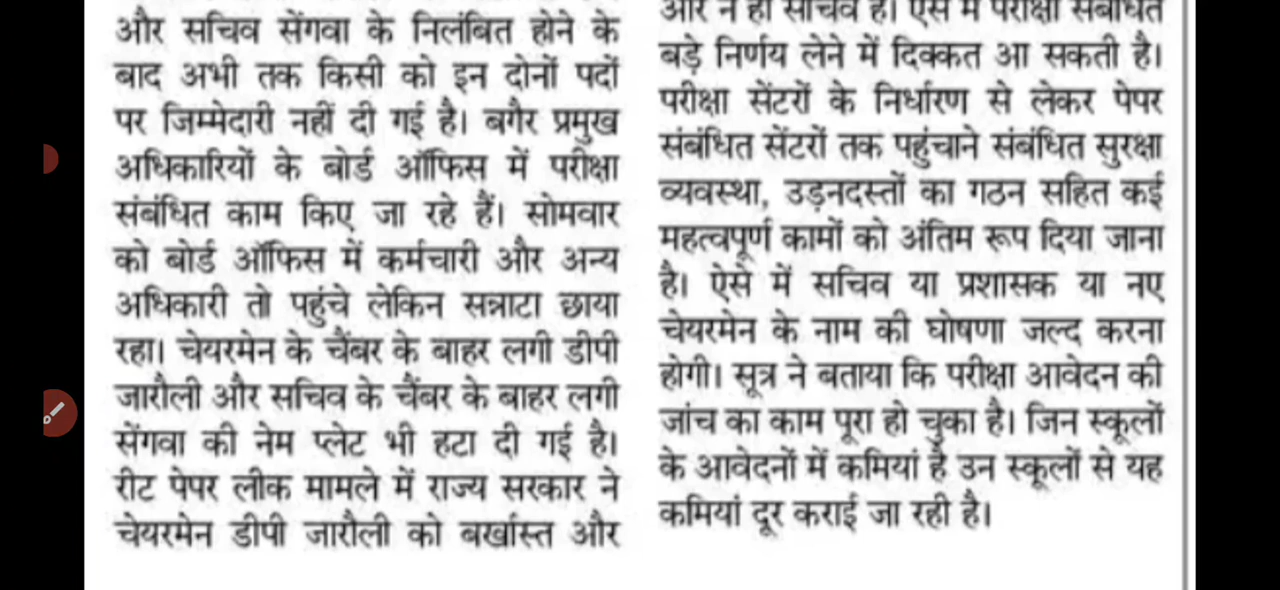 और सचिव सेंगवा के निलंबित होने के
बाद अभी तक किसी को इन दोनों पदों
पर जिम्मेदारी नहीं दी गई है। बगैर प्रमुख
अधिकारियों के बोर्ड ऑफिस में परीक्षा
संबंधित काम किए जा रहे हैं। सोमवार
को बोर्ड ऑफिस में कर्मचारी और अन्य
अधिकारी तो पहुंचे लेकिन सन्नाटा छाया
रहा। चेयरमेन के चैंबर के बाहर लगी डीपी
जारौली और सचिव के चैंबर के बाहर लगी
सेंगवा की नेम प्लेट भी हटा दी गई है।
रीट पेपर लीक मामले में राज्य सरकार ने
चेयरमेन डीपी जारौली को बर्खास्त और
और न ही सचिव है। ऐसे में परीक्षा संबंधित
बड़े निर्णय लेने में दिक्कत आ सकती है।
परीक्षा सेंटरों के निर्धारण से लेकर पेपर
संबंधित सेंटरों तक पहुंचाने संबंधित सुरक्षा
व्यवस्था, उड़नदस्तों का गठन सहित कई
महत्वपूर्ण कामों को अंतिम रूप दिया जाना
है। ऐसे में सचिव या प्रशासक या नए
चेयरमेन के नाम की घोषणा जल्द करना
होगी। सूत्र ने बताया कि परीक्षा आवेदन की
जांच का काम पूरा हो चुका है। जिन स्कूलों
के आवेदनों में कमियां है उन स्कूलों से यह
कमियां दूर कराई जा रही है।